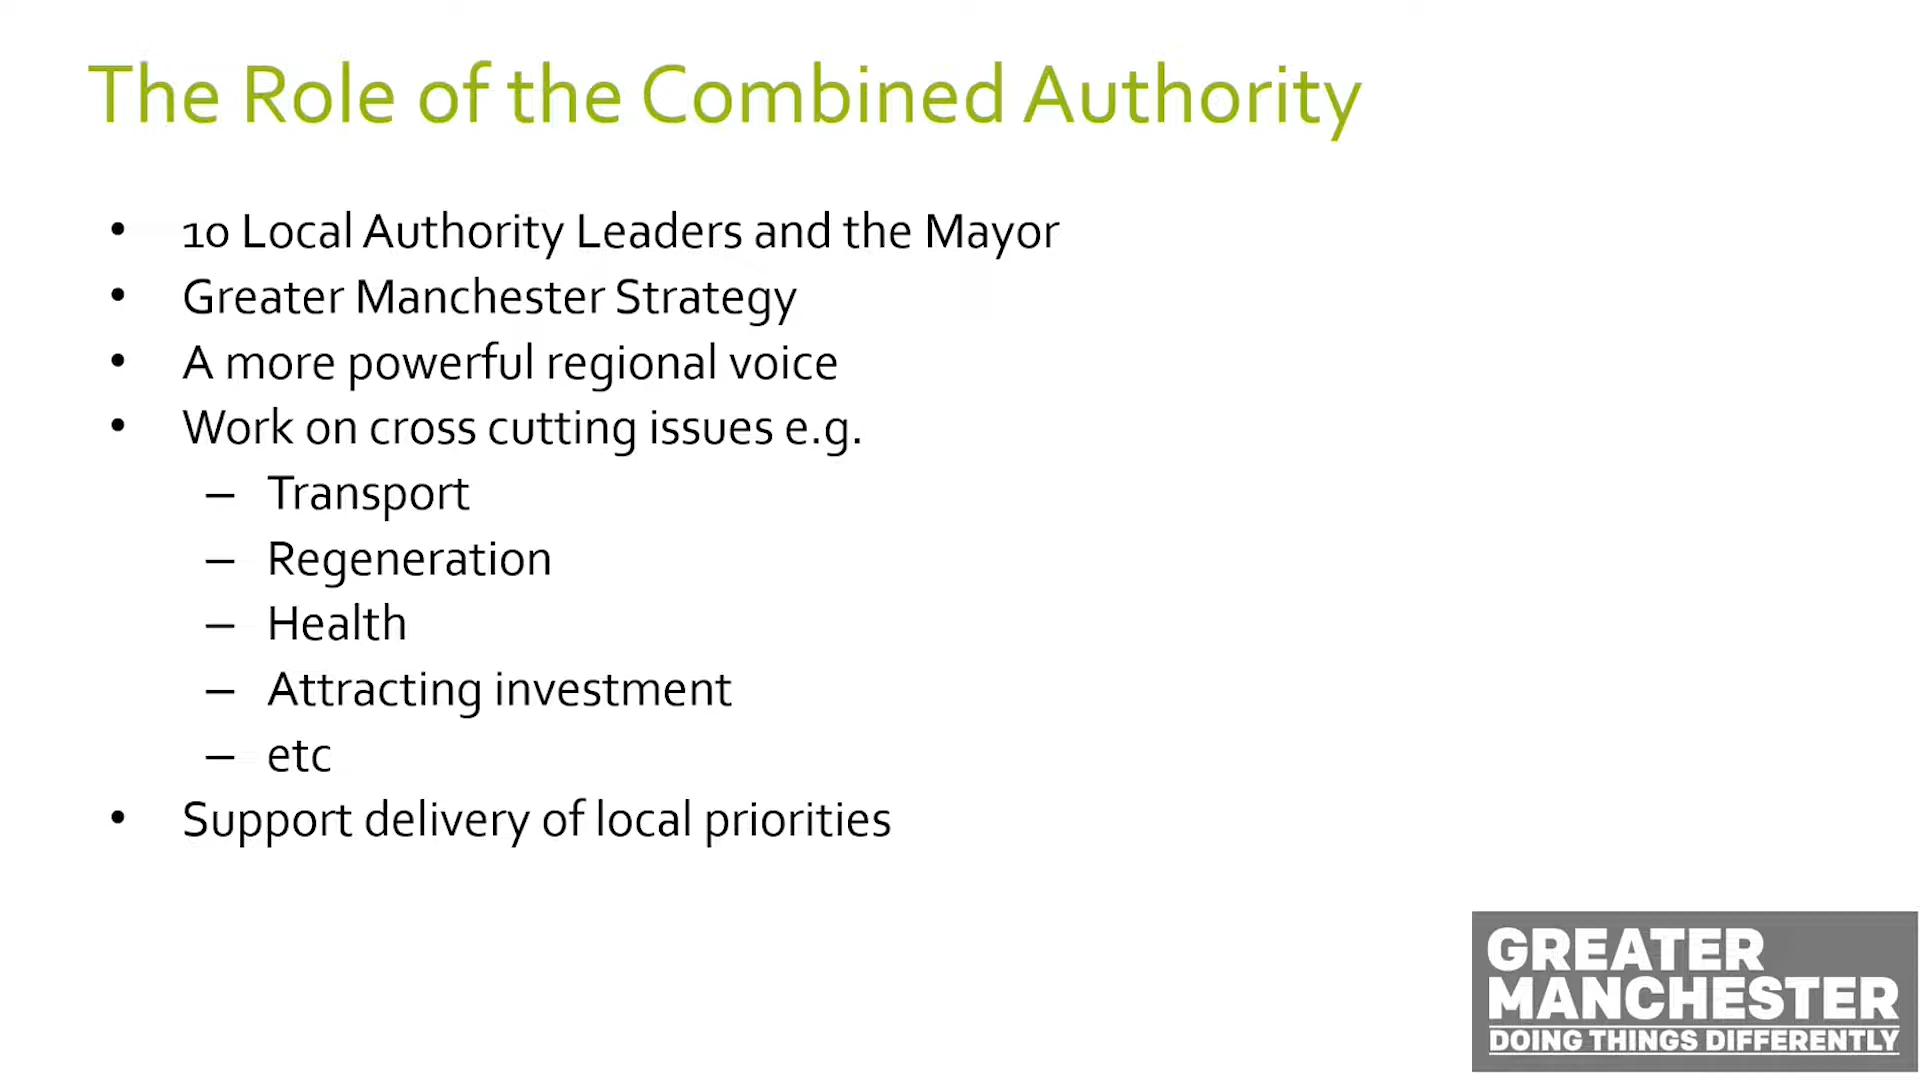 The Role of the Combined Authority
• 10 Local Authority Leaders and the Mayor
• Greater Manchester Strategy
• A more powerful regional voice
• Work on cross cutting issues e.g.
– Transport
– Regeneration
– Health
– Attracting investment
– etc
• Support delivery of local priorities
GREATER
MANCHESTER
DOING THINGS DIFFERENTLY